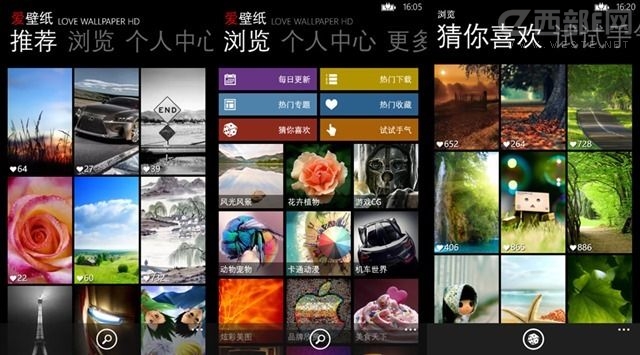 爱壁纸 LOVE WALLPAPER HD
推荐 浏览 个人中心
64
27
39
END
22
60
732
16:05
爱壁纸 LOVE WALLPAPER HD
浏览 个人中心 更多
每日更新
热门下载
热门专题
热门收藏
猜你喜欢
试试手气
风光风景
花卉植物
游戏CG
动物宠物
卡通动漫
机车世界
炫彩美图
品牌
美食天下
16:20
浏览
猜你喜欢 试试手气
652
264
529
406
865
886
西部E网
WESTE.NET